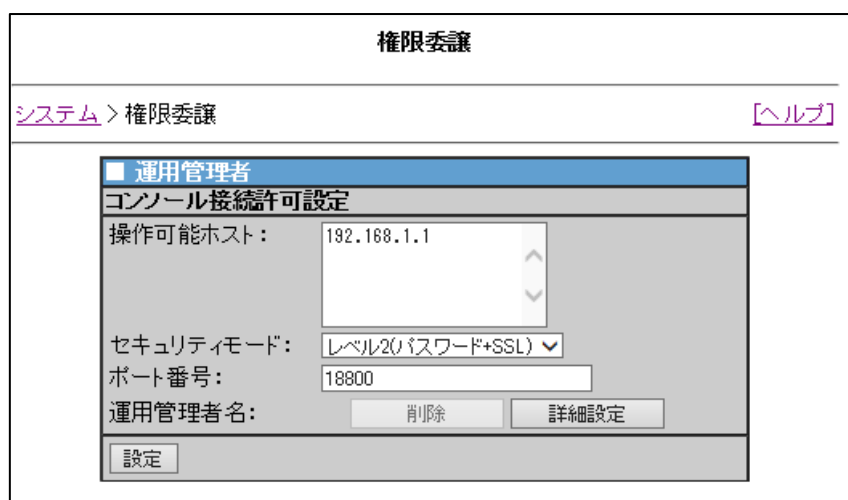 権限委譲
システム > 権限委譲 [ヘルプ]
■ 運用管理者
コンソール接続許可設定
操作可能ホスト: 192.168.1.1
セキュリティモード: レベル2(パスワード+SSL)
ポート番号: 18800
運用管理者名: 削除 詳細設定
設定